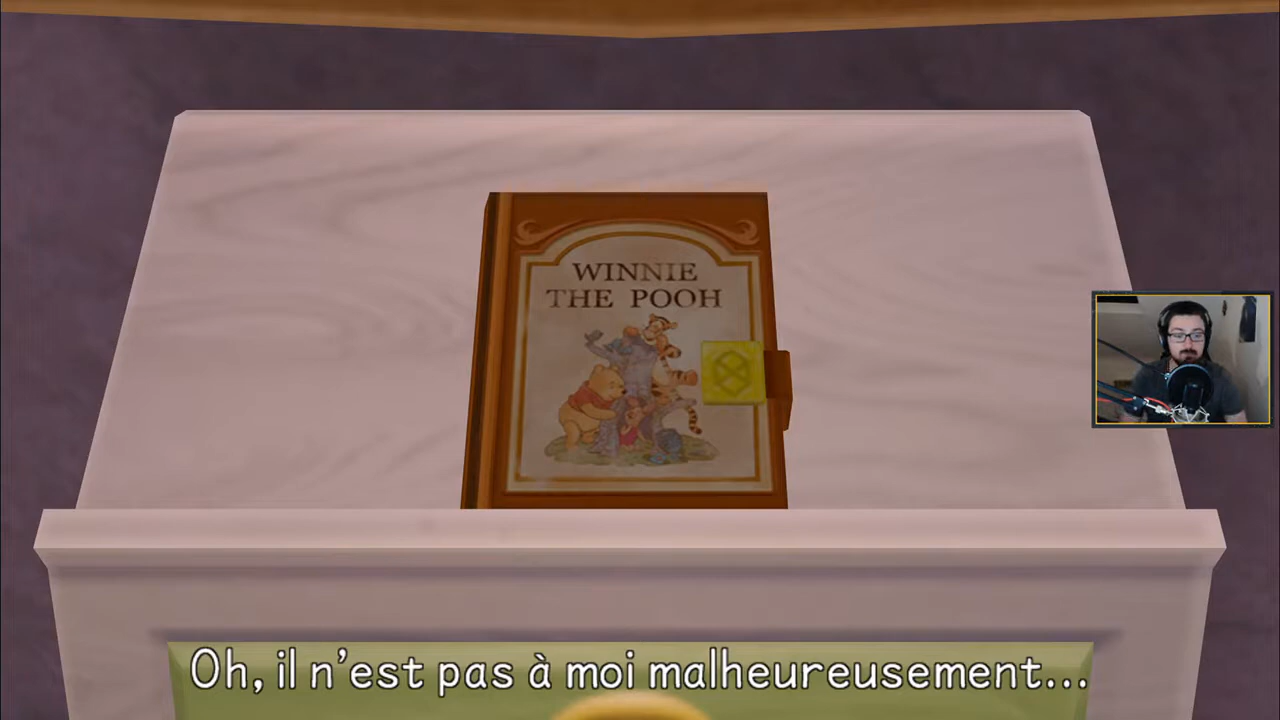 WINNIE
THE POOH
Oh, il n'est pas à moi malheureusement...